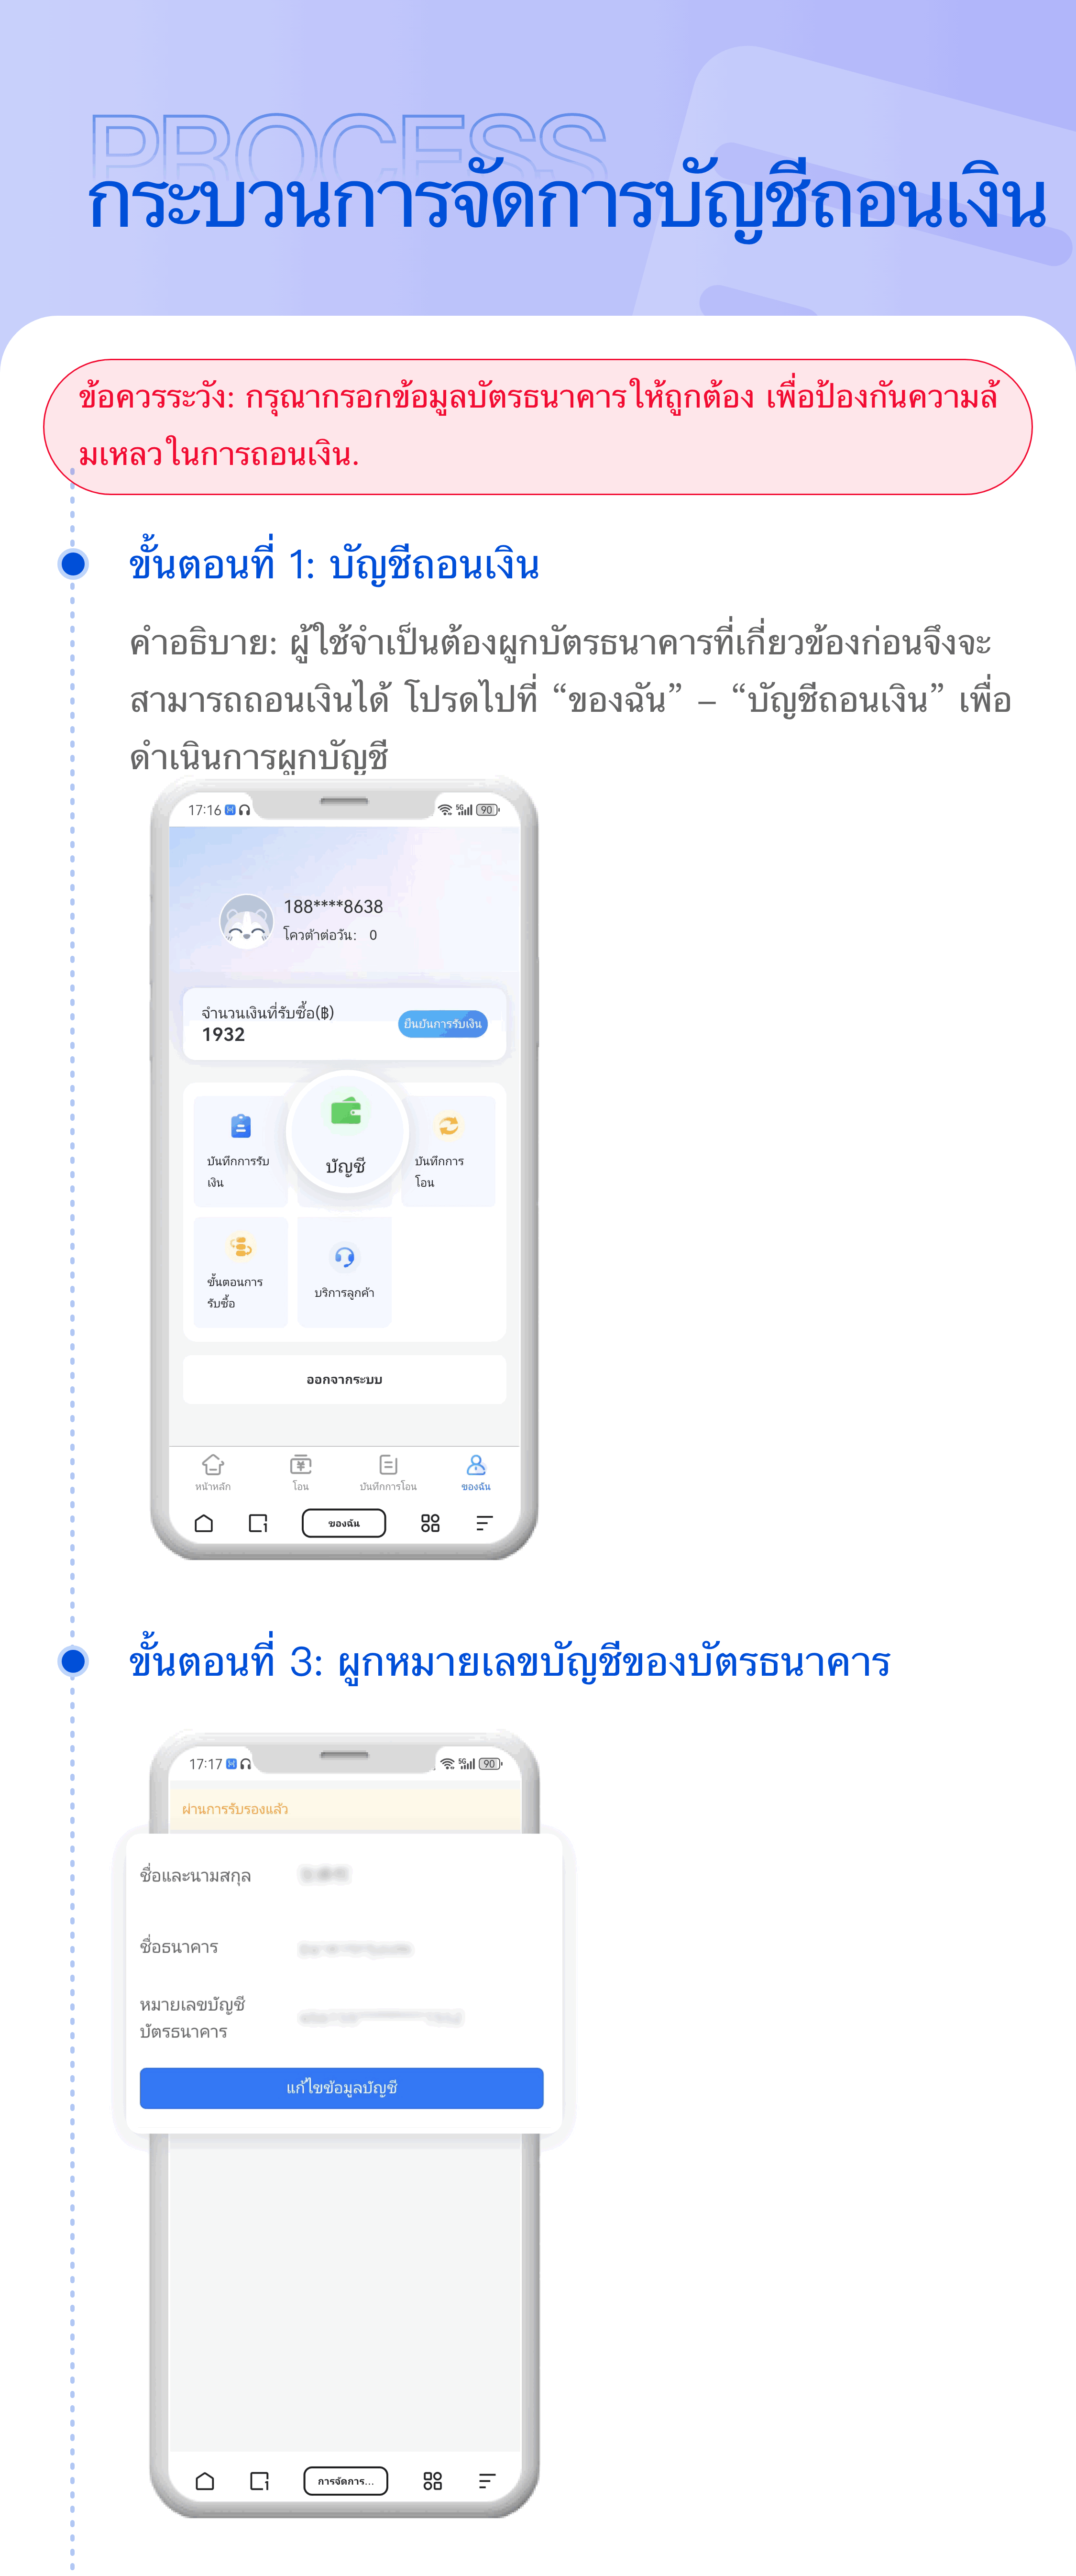 PROCESS
กระบวนการจัดการบัญชีถอนเงิน
ข้อควรระวัง: กรุณากรอกข้อมูลบัตรธนาคารให้ถูกต้อง เพื่อป้องกันความล้
มเหลวในการถอนเงิน.
ขั้นตอนที่ 1: บัญชีถอนเงิน
คำอธิบาย: ผู้ใช้จำเป็นต้องผูกบัตรธนาคารที่เกี่ยวข้องก่อนจึงจะ
สามารถถอนเงินได้ โปรดไปที่ “ของฉัน” – “บัญชีถอนเงิน” เพื่อ
ดำเนินการผูกบัญชี
17:16 5G 90
188****8638
โควต้าต่อวัน: 0
จำนวนเงินที่รับซื้อ(฿)
1932
ยืนยันการรับเงิน
บันทึกการรับ
เงิน
บัญชี
บันทึกการ
โอน
ขั้นตอนการ
รับซื้อ
บริการลูกค้า
ออกจากระบบ
หน้าหลัก โอน บันทึกการโอน ของฉัน
1 ของฉัน
ขั้นตอนที่ 3: ผูกหมายเลขบัญชีของบัตรธนาคาร
17:17 5G 90
ผ่านการรับรองแล้ว
ชื่อและนามสกุล
ชื่อธนาคาร
หมายเลขบัญชี
บัตรธนาคาร
แก้ไขข้อมูลบัญชี
1 การจัดการ...